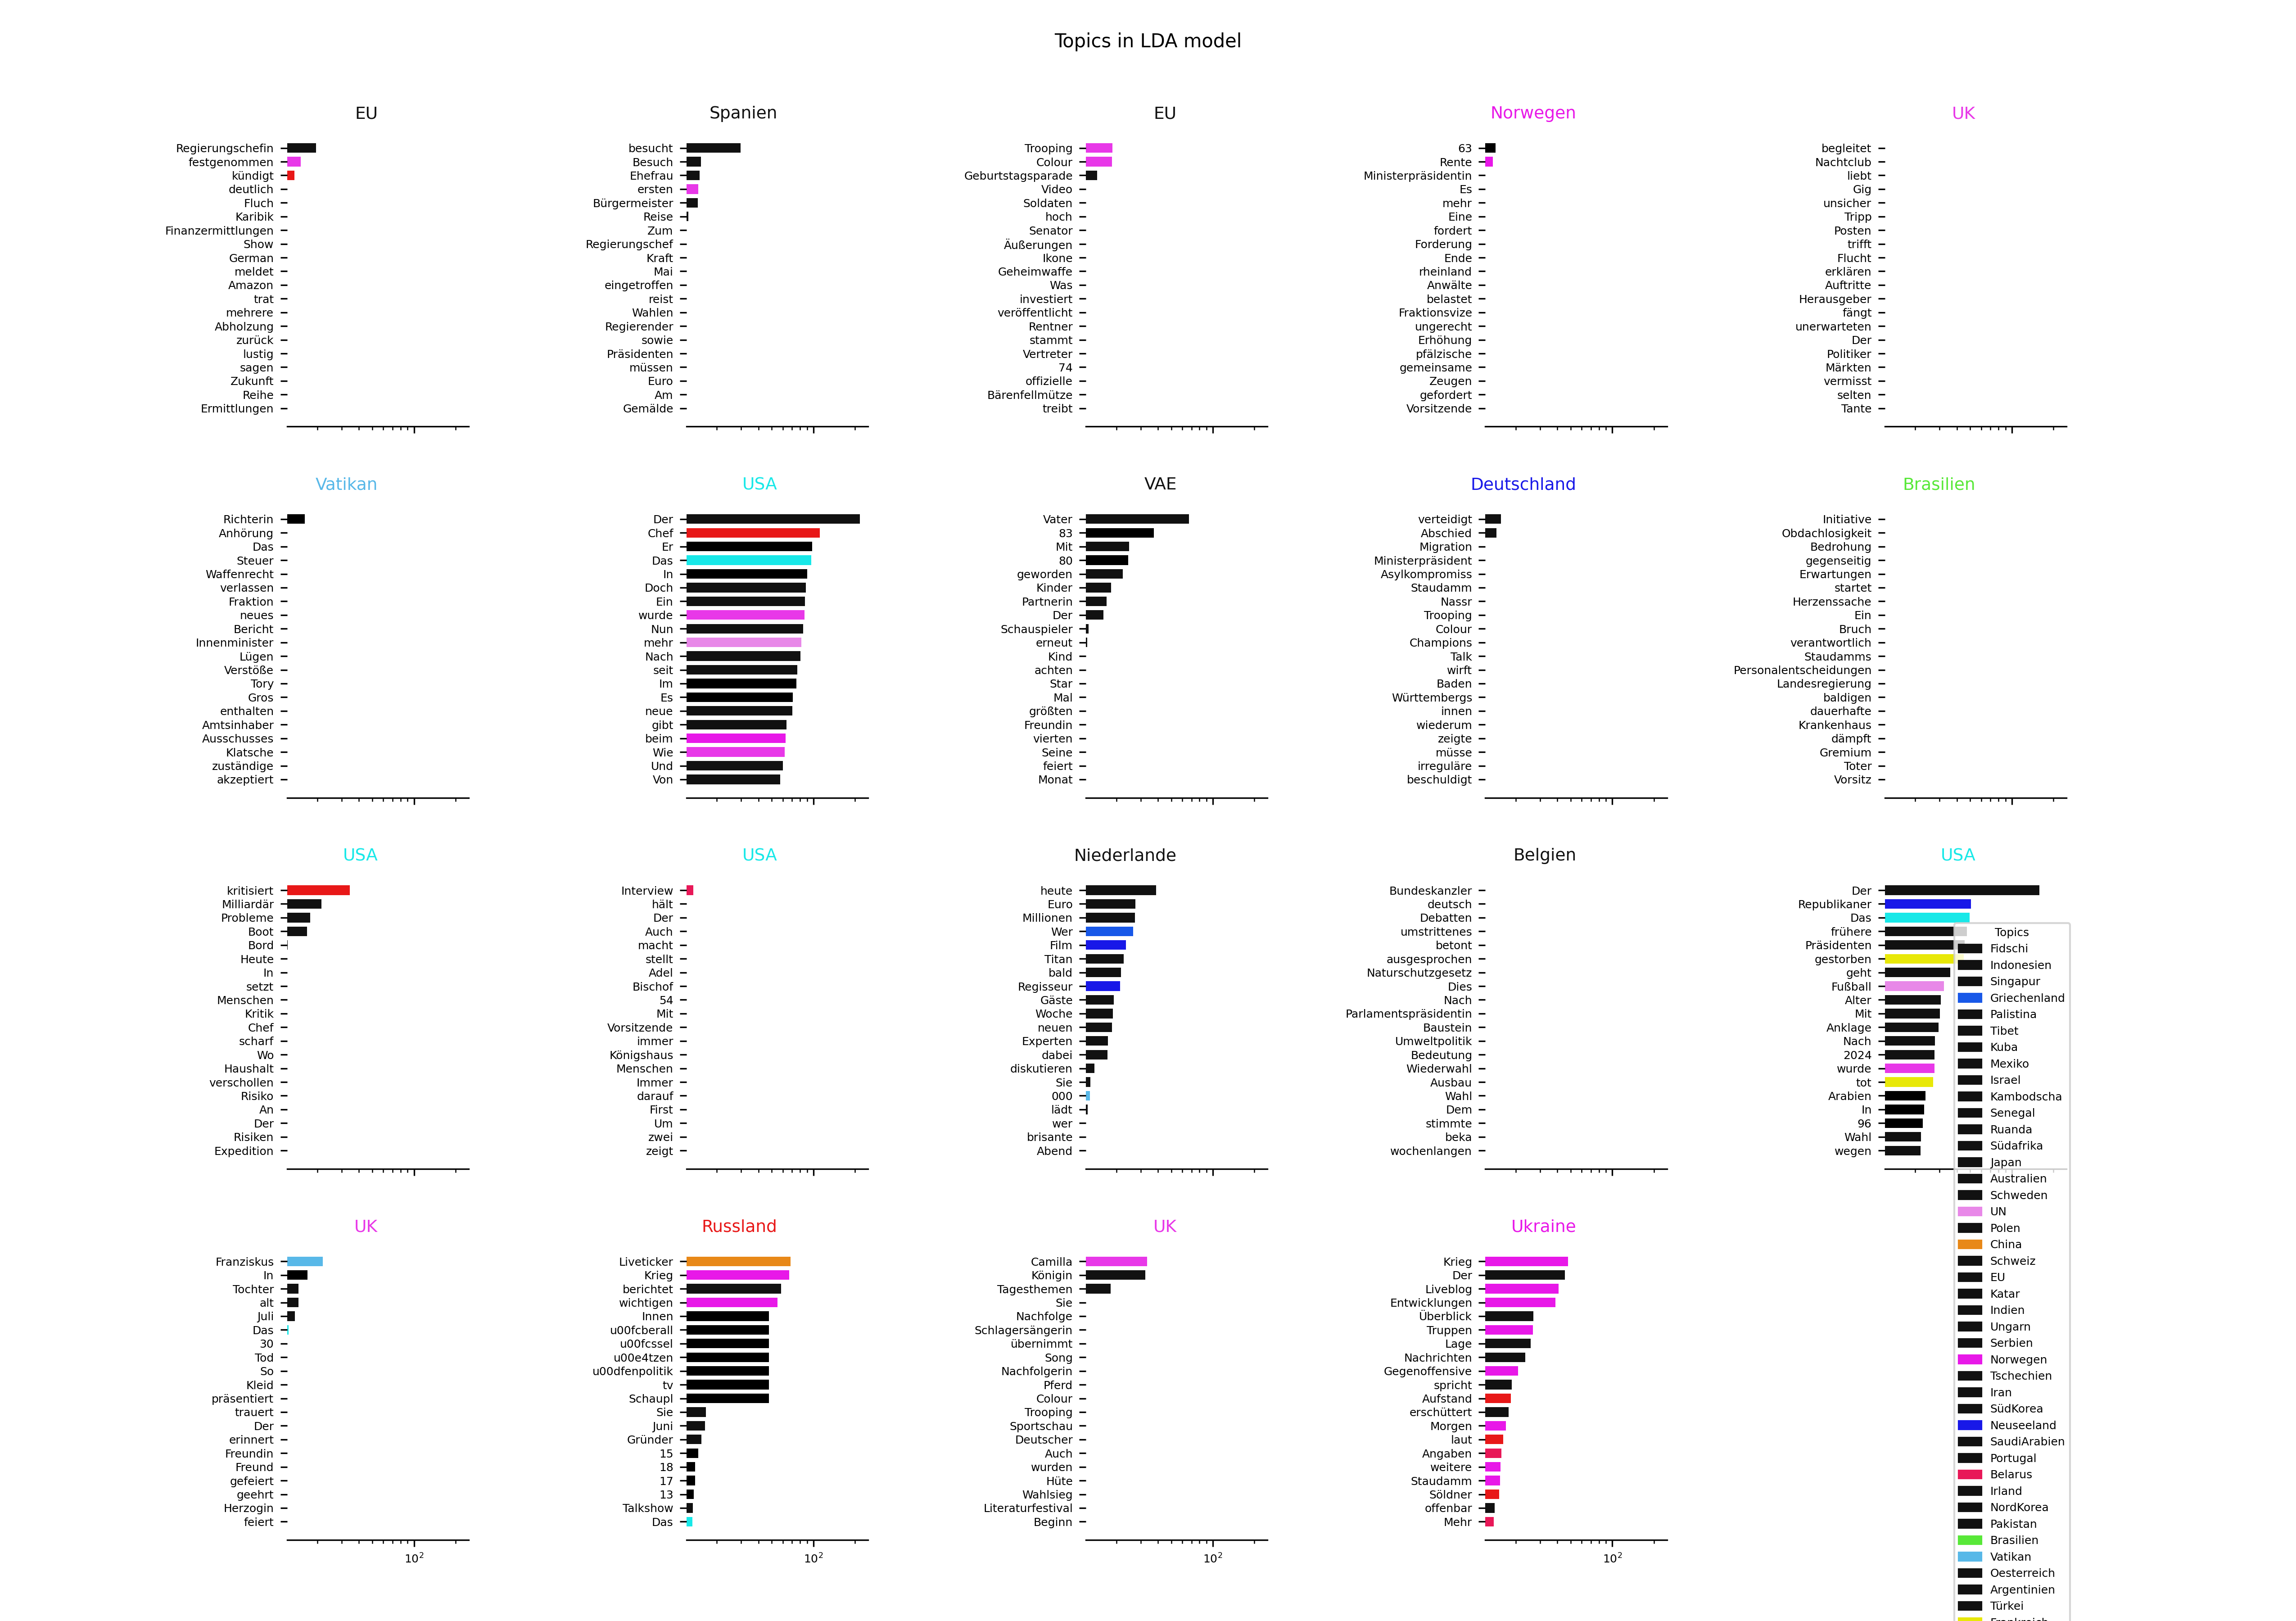 Topics in LDA model
EU
Regierungschefin
festgenommen
kündigt
deutlich
Fluch
Karibik
Finanzermittlungen
Show
German
meldet
Amazon
trat
mehrere
Abholzung
zurück
lustig
sagen
Zukunft
Reihe
Ermittlungen
Spanien
besucht
Besuch
Ehefrau
ersten
Bürgermeister
Reise
Zum
Regierungschef
Kraft
Mai
eingetroffen
reist
Wahlen
Regierender
sowie
Präsidenten
müssen
Euro
Am
Gemälde
EU
Trooping
Colour
Geburtstagsparade
Video
Soldaten
hoch
Senator
Äußerungen
Ikone
Geheimwaffe
Was
investiert
veröffentlicht
Rentner
stammt
Vertreter
74
offizielle
Bärenfellmütze
treibt
Norwegen
63
Rente
Ministerpräsidentin
Es
mehr
Eine
fordert
Forderung
Ende
rheinland
Anwälte
belastet
Fraktionsvize
ungerecht
Erhöhung
pfälzische
gemeinsame
Zeugen
gefordert
Vorsitzende
UK
begleitet
Nachtclub
liebt
Gig
unsicher
Tripp
Posten
trifft
Flucht
erklären
Auftritte
Herausgeber
fängt
unerwarteten
Der
Politiker
Märkten
vermisst
selten
Tante
Vatikan
Richterin
Anhörung
Das
Steuer
Waffenrecht
verlassen
Fraktion
neues
Bericht
Innenminister
Lügen
Verstöße
Tory
Gros
enthalten
Amtsinhaber
Ausschusses
Klatsche
zuständige
akzeptiert
USA
Der
Chef
Er
Das
In
Doch
Ein
wurde
Nun
mehr
Nach
seit
Im
Es
neue
gibt
beim
Wie
Und
Von
VAE
Vater
83
Mit
80
geworden
Kinder
Partnerin
Der
Schauspieler
erneut
Kind
achten
Star
Mal
größten
Freundin
vierten
Seine
feiert
Monat
Deutschland
verteidigt
Abschied
Migration
Ministerpräsident
Asylkompromiss
Staudamm
Nassr
Trooping
Colour
Champions
Talk
wirft
Baden
Württembergs
innen
wiederum
zeigte
müsse
irreguläre
beschuldigt
Brasilien
Initiative
Obdachlosigkeit
Bedrohung
gegenseitig
Erwartungen
startet
Herzenssache
Ein
Bruch
verantwortlich
Staudamms
Personalentscheidungen
Landesregierung
baldigen
dauerhafte
Krankenhaus
dämpft
Gremium
Toter
Vorsitz
USA
kritisiert
Milliardär
Probleme
Boot
Bord
Heute
In
setzt
Menschen
Kritik
Chef
scharf
Wo
Haushalt
verschollen
Risiko
An
Der
Risiken
Expedition
USA
Interview
hält
Der
Auch
macht
stellt
Adel
Bischof
54
Mit
Vorsitzende
immer
Königshaus
Menschen
Immer
darauf
First
Um
zwei
zeigt
Niederlande
heute
Euro
Millionen
Wer
Film
Titan
bald
Regisseur
Gäste
Woche
neuen
Experten
dabei
diskutieren
Sie
000
lädt
wer
brisante
Abend
Belgien
Bundeskanzler
deutsch
Debatten
umstrittenes
betont
ausgesprochen
Naturschutzgesetz
Dies
Nach
Parlamentspräsidentin
Baustein
Umweltpolitik
Bedeutung
Wiederwahl
Ausbau
Wahl
Dem
stimmte
beka
wochenlangen
USA
Der
Republikaner
Das
frühere
Präsidenten
gestorben
geht
Fußball
Alter
Mit
Anklage
Nach
2024
wurde
tot
Arabien
In
96
Wahl
wegen
UK
Franziskus
In
Tochter
alt
Juli
Das
30
Tod
So
Kleid
präsentiert
trauert
Der
erinnert
Freundin
Freund
gefeiert
geehrt
Herzogin
feiert
10²
Russland
Liveticker
Krieg
berichtet
wichtigen
Innen
u00fcberall
u00fcssel
u00e4tzen
u00dfenpolitik
tv
Schaupl
Sie
Juni
Gründer
15
18
17
13
Talkshow
Das
10²
UK
Camilla
Königin
Tagesthemen
Sie
Nachfolge
Schlagersängerin
übernimmt
Song
Nachfolgerin
Pferd
Colour
Trooping
Sportschau
Deutscher
Auch
wurden
Hüte
Wahlsieg
Literaturfestival
Beginn
10²
Ukraine
Krieg
Der
Liveblog
Entwicklungen
Überblick
Truppen
Lage
Nachrichten
Gegenoffensive
spricht
Aufstand
erschüttert
Morgen
laut
Angaben
weitere
Staudamm
Söldner
offenbar
Mehr
10²
Topics
Fidschi
Indonesien
Singapur
Griechenland
Palistina
Tibet
Kuba
Mexiko
Israel
Kambodscha
Senegal
Ruanda
Südafrika
Japan
Australien
Schweden
UN
Polen
China
Schweiz
EU
Katar
Indien
Ungarn
Serbien
Norwegen
Tschechien
Iran
SüdKorea
Neuseeland
SaudiArabien
Portugal
Belarus
Irland
NordKorea
Pakistan
Brasilien
Vatikan
Oesterreich
Argentinien
Türkei